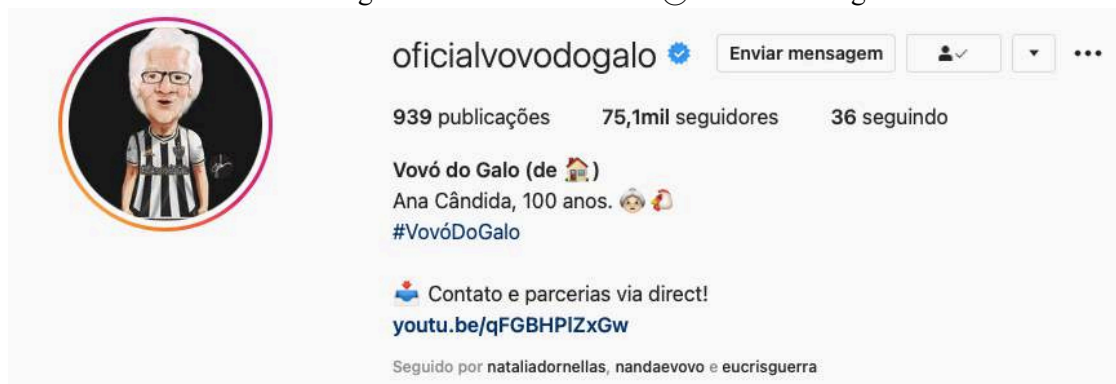 oficialvovodogalo Enviar mensagem
939 publicações 75,1mil seguidores 36 seguindo
Vovó do Galo (de 🏠)
Ana Cândida, 100 anos. 👵🏻🐔
#VovóDoGalo
📥 Contato e parcerias via direct!
youtu.be/qFGBHPlZxGw
Seguido por nataliadornellas, nandaevovo e eucrisguerra